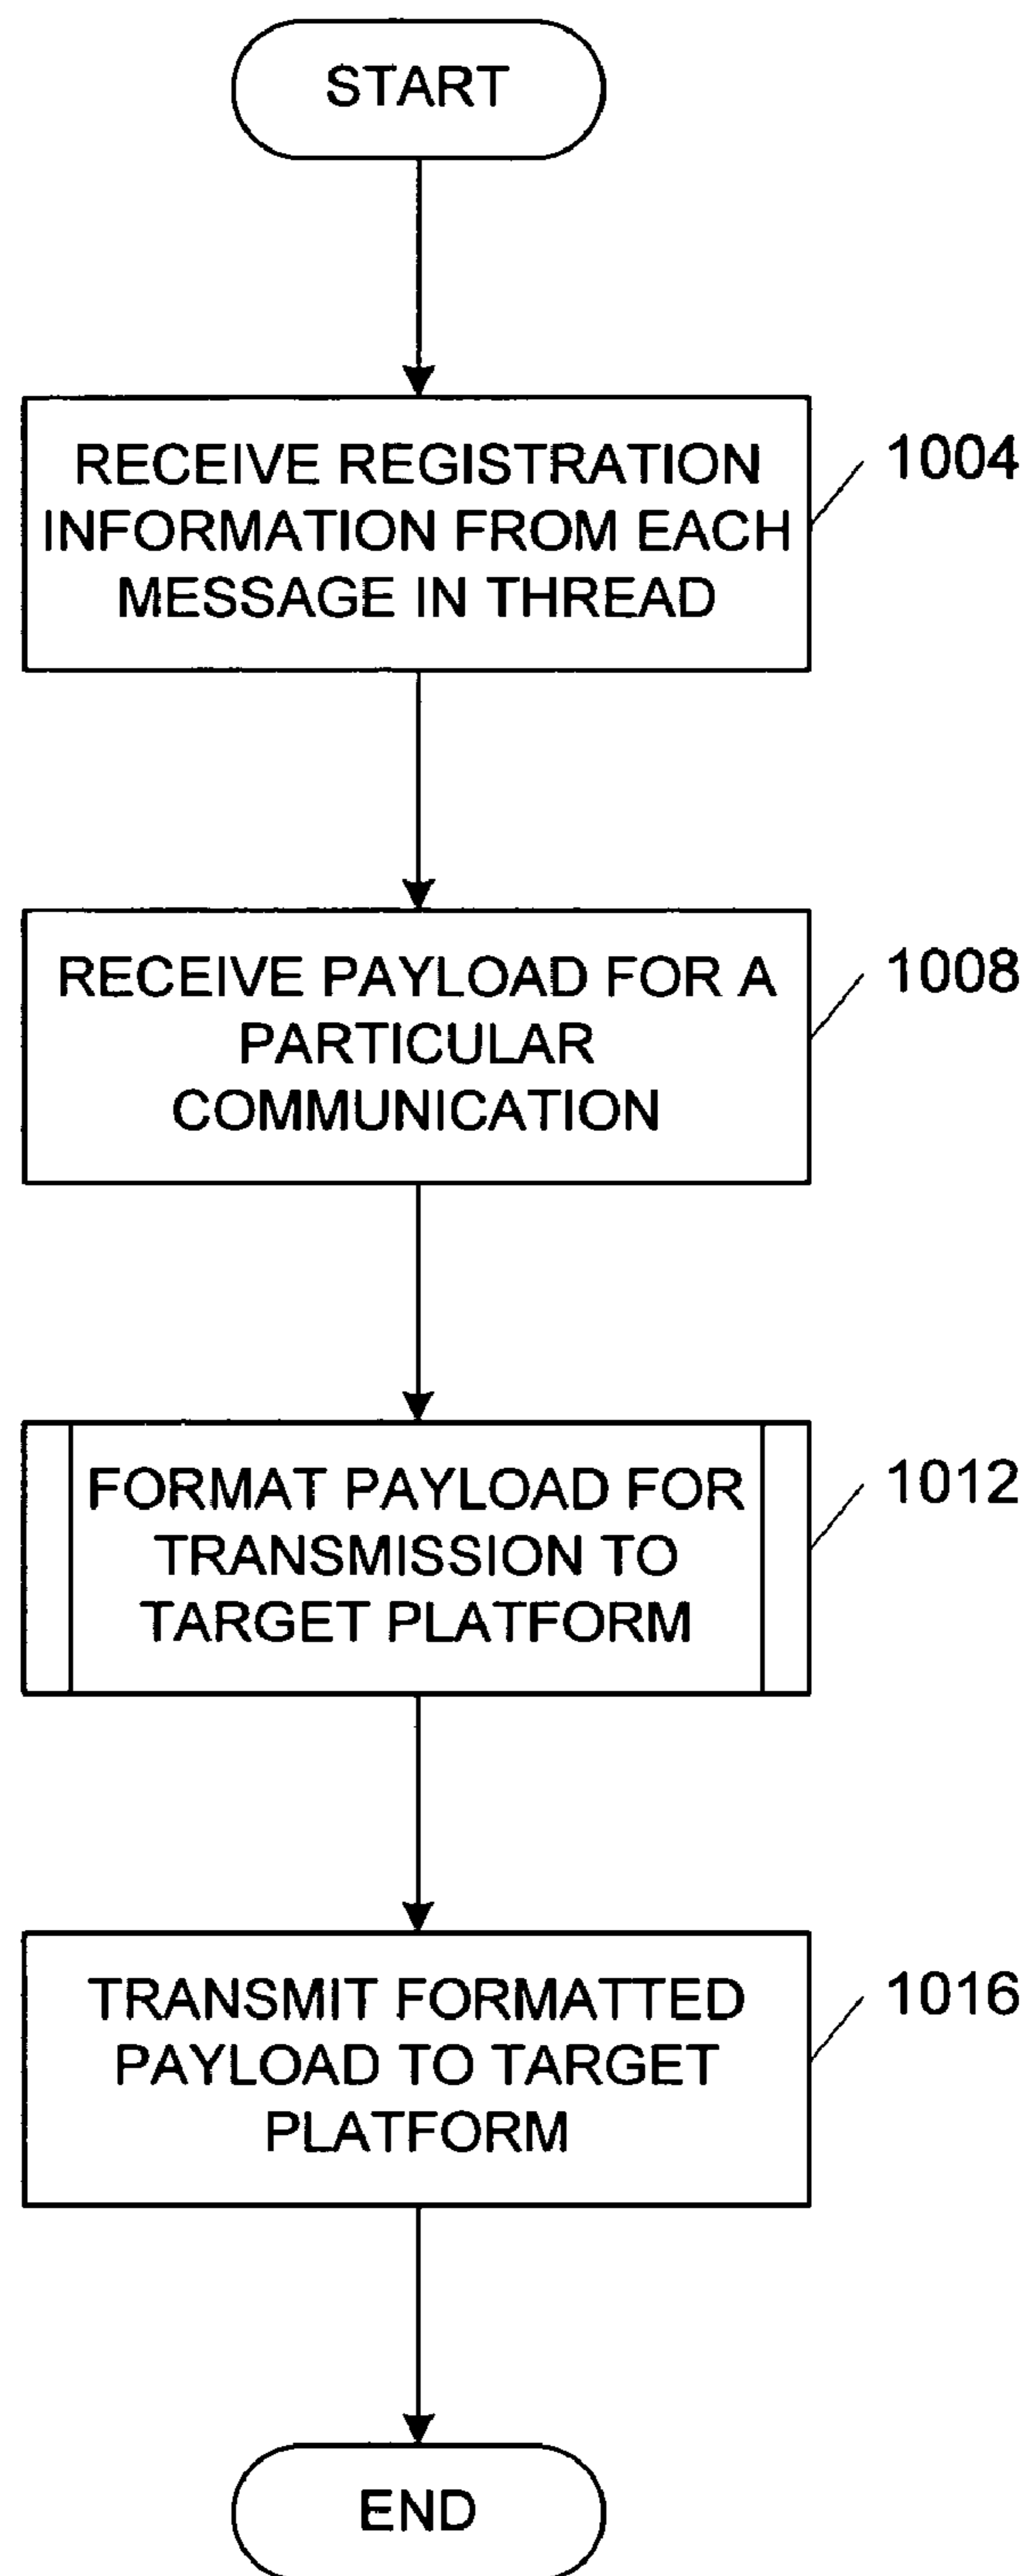 START
RECEIVE REGISTRATION
INFORMATION FROM EACH
MESSAGE IN THREAD
1004
RECEIVE PAYLOAD FOR A
PARTICULAR
COMMUNICATION
1008
FORMAT PAYLOAD FOR
TRANSMISSION TO
TARGET PLATFORM
1012
TRANSMIT FORMATTED
PAYLOAD TO TARGET
PLATFORM
1016
END